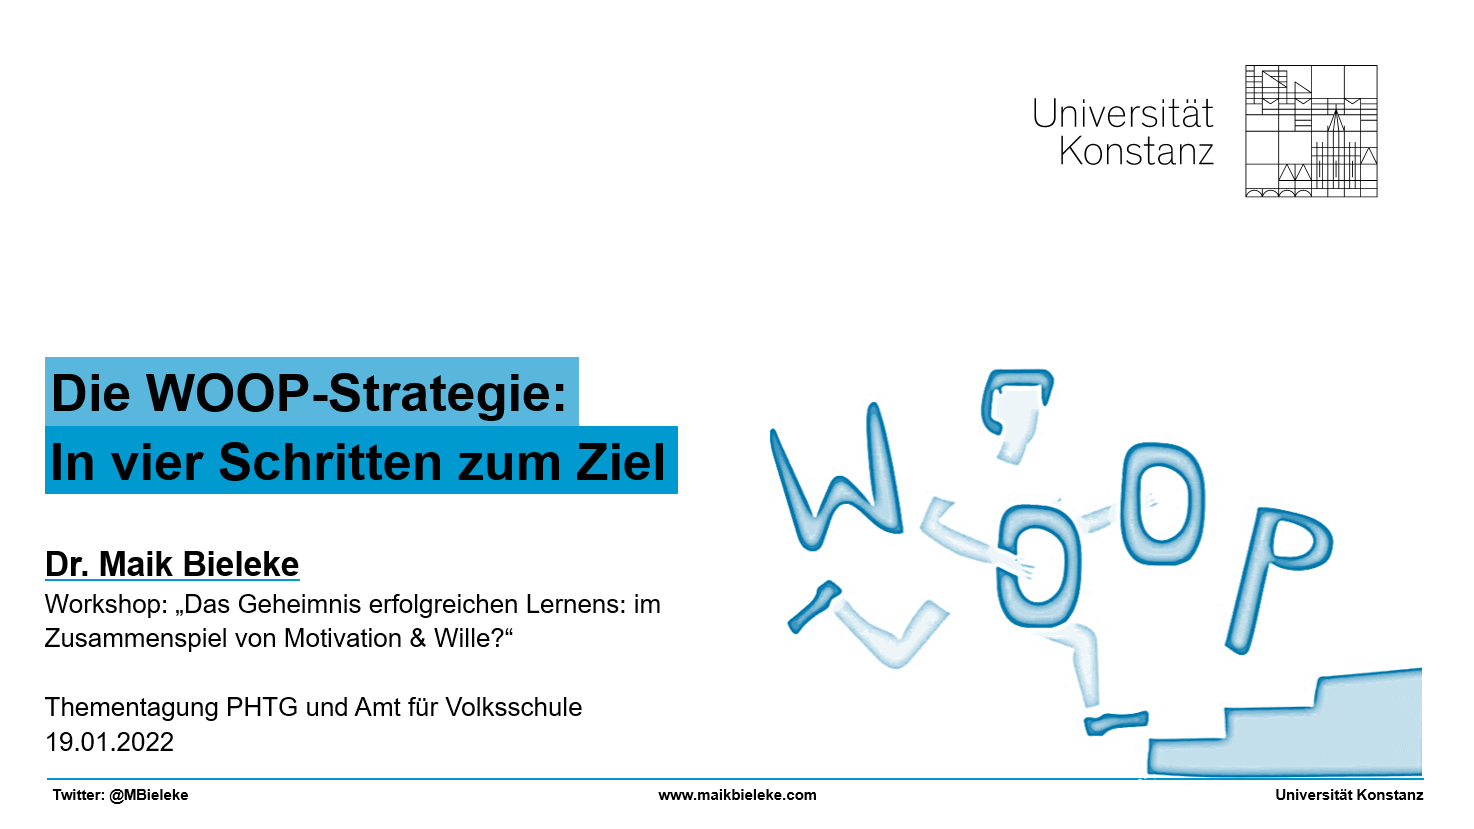 Universität
Konstanz
Die WOOP-Strategie:
In vier Schritten zum Ziel
Dr. Maik Bieleke
Workshop: „Das Geheimnis erfolgreichen Lernens: im
Zusammenspiel von Motivation & Wille?“
Thementagung PHTG und Amt für Volksschule
19.01.2022
WOOP
Twitter: @MBieleke
www.maikbieleke.com
Universität Konstanz